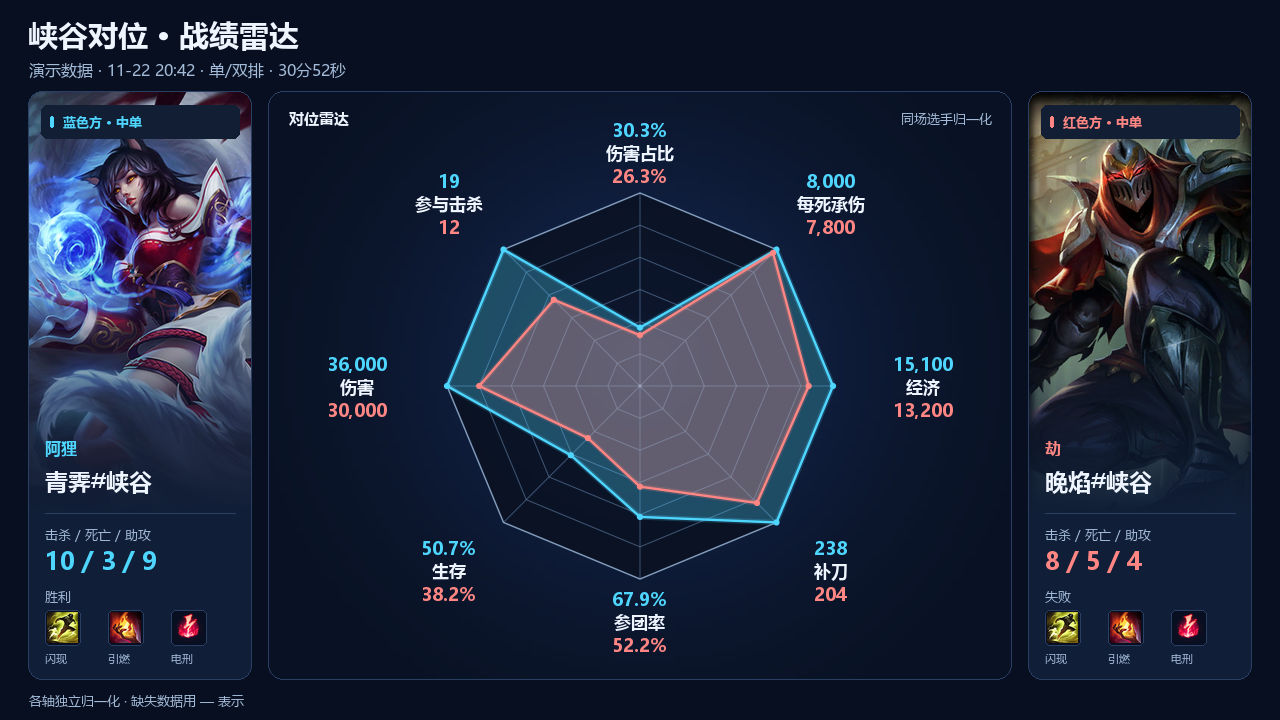 峡谷对位 • 战绩雷达
演示数据 · 11-22 20:42 · 单/双排 · 30分52秒
蓝色方 • 中单
阿狸
青霁#峡谷
击杀 / 死亡 / 助攻
10 / 3 / 9
胜利
闪现 引燃 电刑
对位雷达
同场选手归一化
30.3%
伤害占比
26.3%
19
参与击杀
12
8,000
每死承伤
7,800
36,000
伤害
30,000
15,100
经济
13,200
50.7%
生存
38.2%
238
补刀
204
67.9%
参团率
52.2%
红色方 • 中单
劫
晚焰#峡谷
击杀 / 死亡 / 助攻
8 / 5 / 4
失败
闪现 引燃 电刑
各轴独立归一化 · 缺失数据用 — 表示